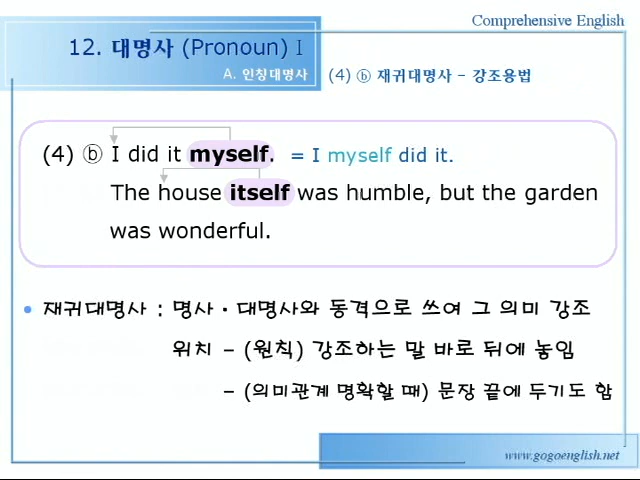 Comprehensive English
12. 대명사 (Pronoun) I
A. 인칭대명사
(4) ⓑ 재귀대명사 – 강조용법
(4) ⓑ I did it myself. = I myself did it.
The house itself was humble, but the garden
was wonderful.
• 재귀대명사 : 명사·대명사와 동격으로 쓰여 그 의미 강조
위치 – (원칙) 강조하는 말 바로 뒤에 놓임
– (의미관계 명확할 때) 문장 끝에 두기도 함
www.gogoenglish.net